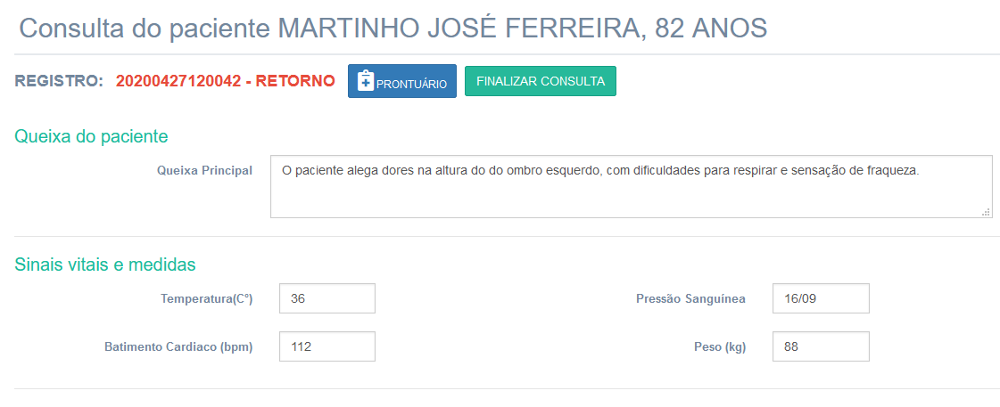 Consulta do paciente MARTINHO JOSÉ FERREIRA, 82 ANOS
REGISTRO: 20200427120042 - RETORNO PRONTUÁRIO FINALIZAR CONSULTA
Queixa do paciente
Queixa Principal O paciente alega dores na altura do do ombro esquerdo, com dificuldades para respirar e sensação de fraqueza.
Sinais vitais e medidas
Temperatura(C°) 36 Pressão Sanguínea 16/09
Batimento Cardiaco (bpm) 112 Peso (kg) 88